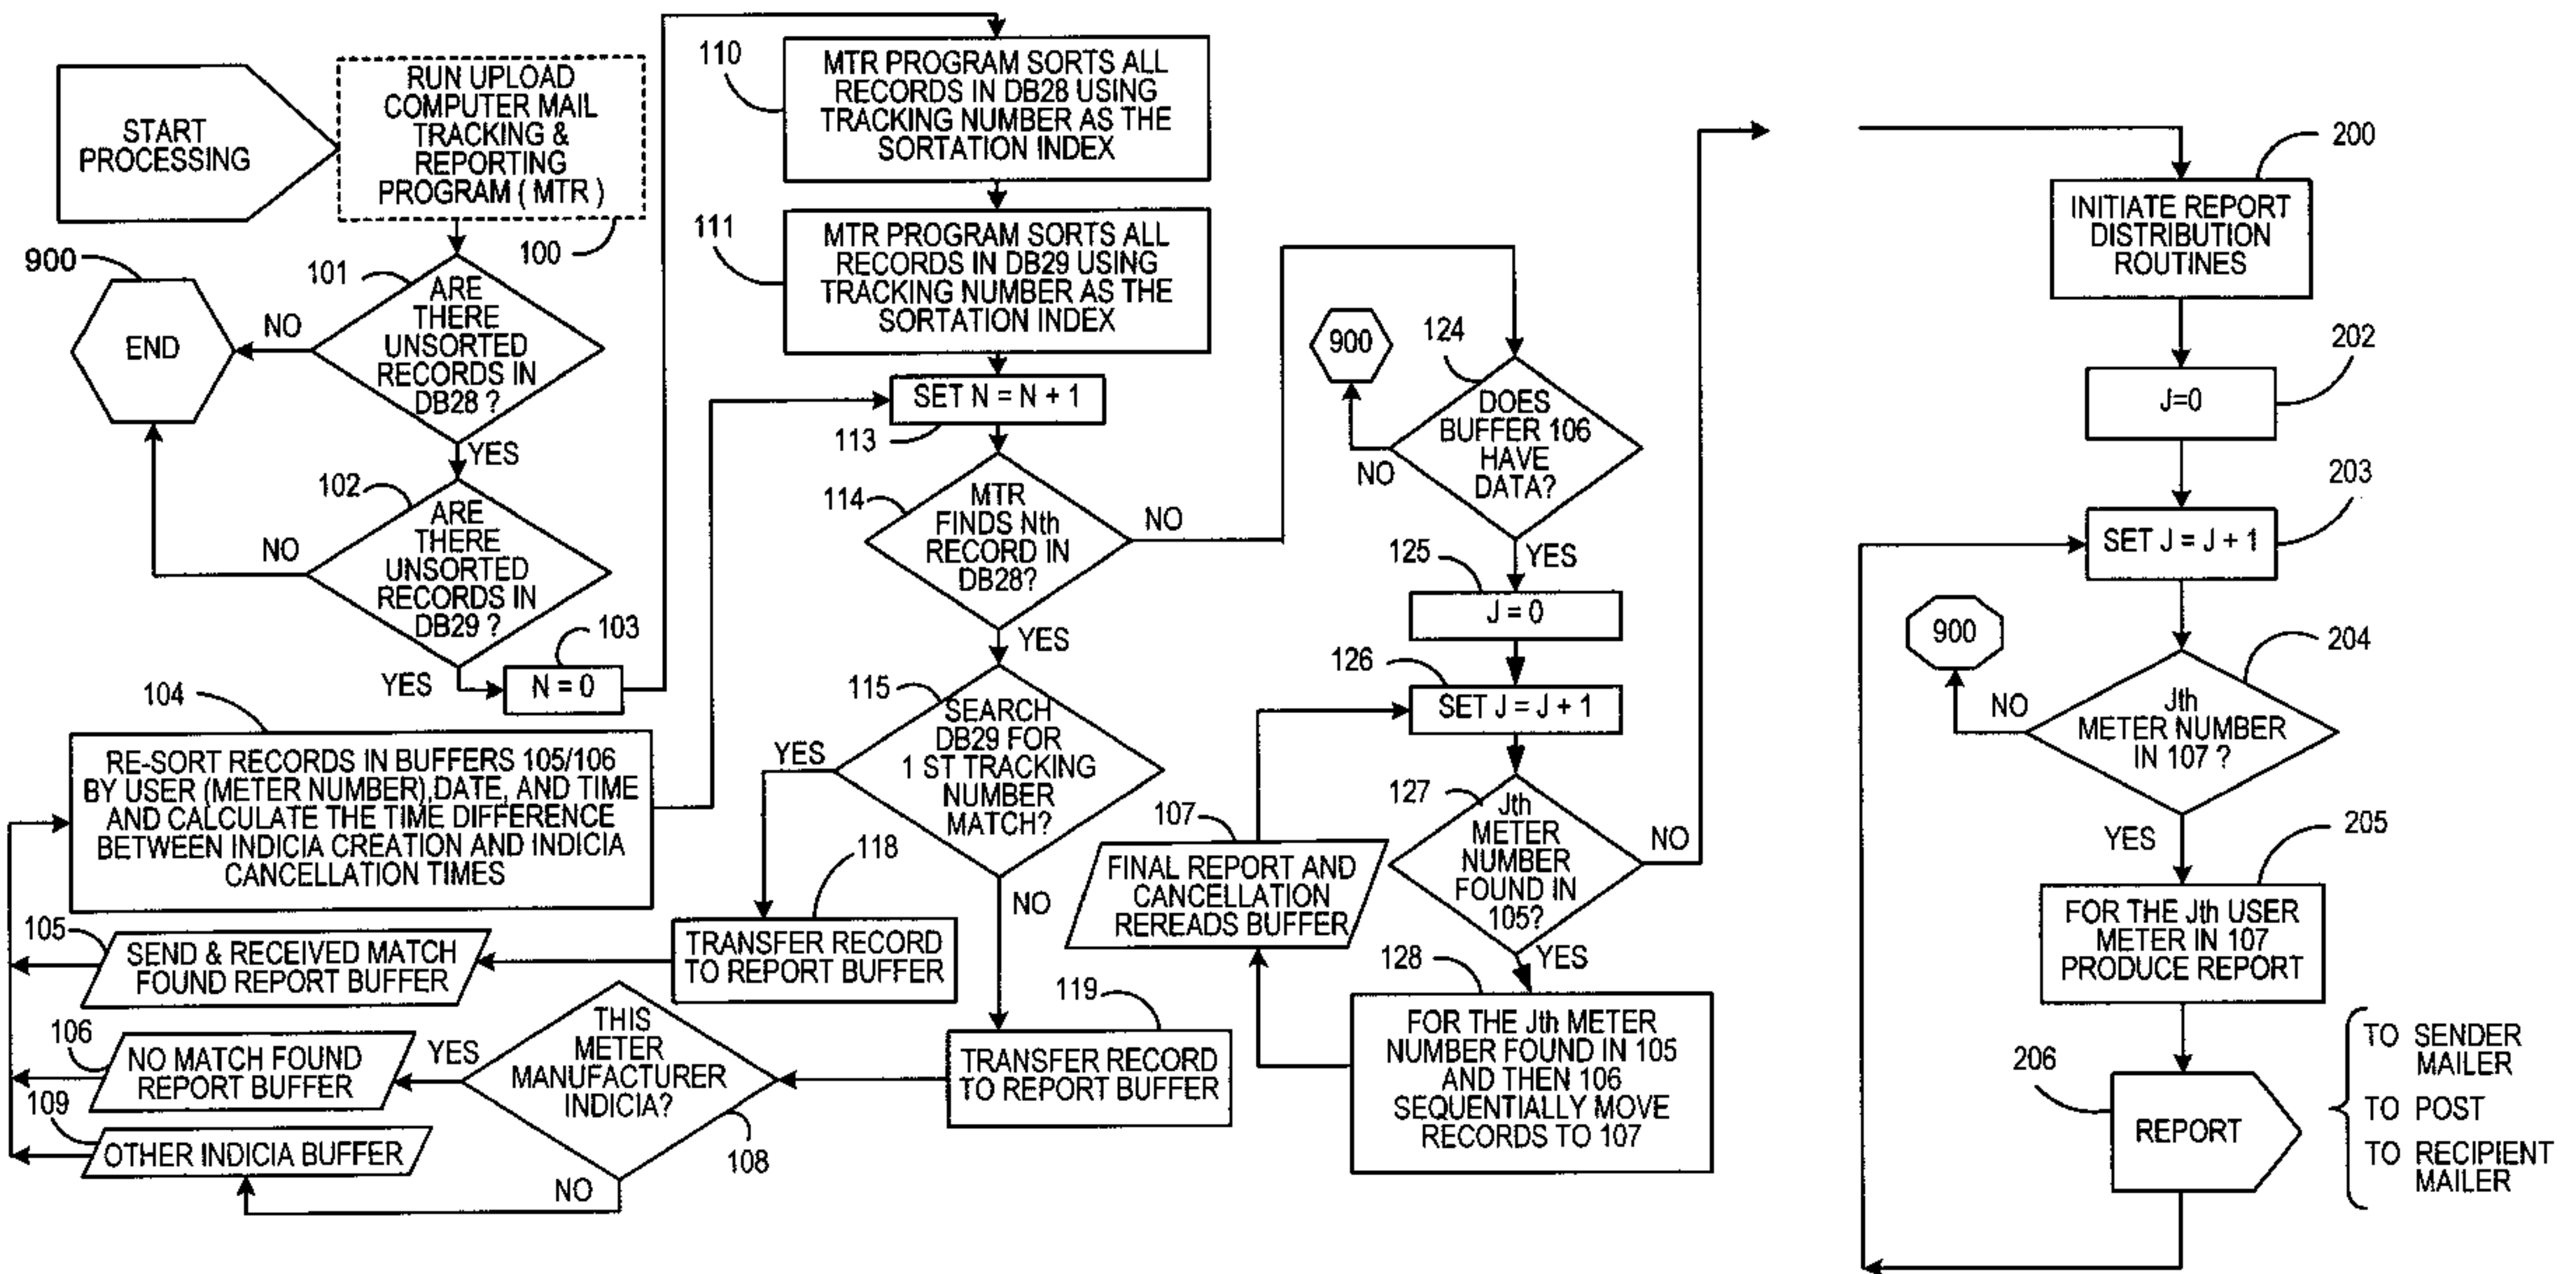 START
PROCESSING
RUN UPLOAD
COMPUTER MAIL
TRACKING &
REPORTING
PROGRAM ( MTR )
100
900
END
101
ARE
THERE
UNSORTED
RECORDS IN
DB28 ?
NO
YES
102
ARE
THERE
UNSORTED
RECORDS IN
DB29 ?
NO
YES
103
N = 0
104
RE-SORT RECORDS IN BUFFERS 105/106
BY USER (METER NUMBER),DATE, AND TIME
AND CALCULATE THE TIME DIFFERENCE
BETWEEN INDICIA CREATION AND INDICIA
CANCELLATION TIMES
105
SEND & RECEIVED MATCH
FOUND REPORT BUFFER
106
NO MATCH FOUND
REPORT BUFFER
109
OTHER INDICIA BUFFER
YES
THIS
METER
MANUFACTURER
INDICIA?
108
NO
110
MTR PROGRAM SORTS ALL
RECORDS IN DB28 USING
TRACKING NUMBER AS THE
SORTATION INDEX
111
MTR PROGRAM SORTS ALL
RECORDS IN DB29 USING
TRACKING NUMBER AS THE
SORTATION INDEX
SET N = N + 1
113
114
MTR
FINDS Nth
RECORD IN
DB28?
NO
YES
115
SEARCH
DB29 FOR
1 ST TRACKING
NUMBER
MATCH?
YES
NO
118
TRANSFER RECORD
TO REPORT BUFFER
119
TRANSFER RECORD
TO REPORT BUFFER
900
124
DOES
BUFFER 106
HAVE
DATA?
NO
YES
125
J = 0
126
SET J = J + 1
127
Jth
METER
NUMBER
FOUND IN
105?
NO
YES
107
FINAL REPORT AND
CANCELLATION
REREADS BUFFER
128
FOR THE Jth METER
NUMBER FOUND IN 105
AND THEN 106
SEQUENTIALLY MOVE
RECORDS TO 107
200
INITIATE REPORT
DISTRIBUTION
ROUTINES
202
J=0
203
SET J = J + 1
900
204
NO
Jth
METER NUMBER
IN 107 ?
YES
205
FOR THE Jth USER
METER IN 107
PRODUCE REPORT
206
REPORT
TO SENDER
MAILER
TO POST
TO RECIPIENT
MAILER